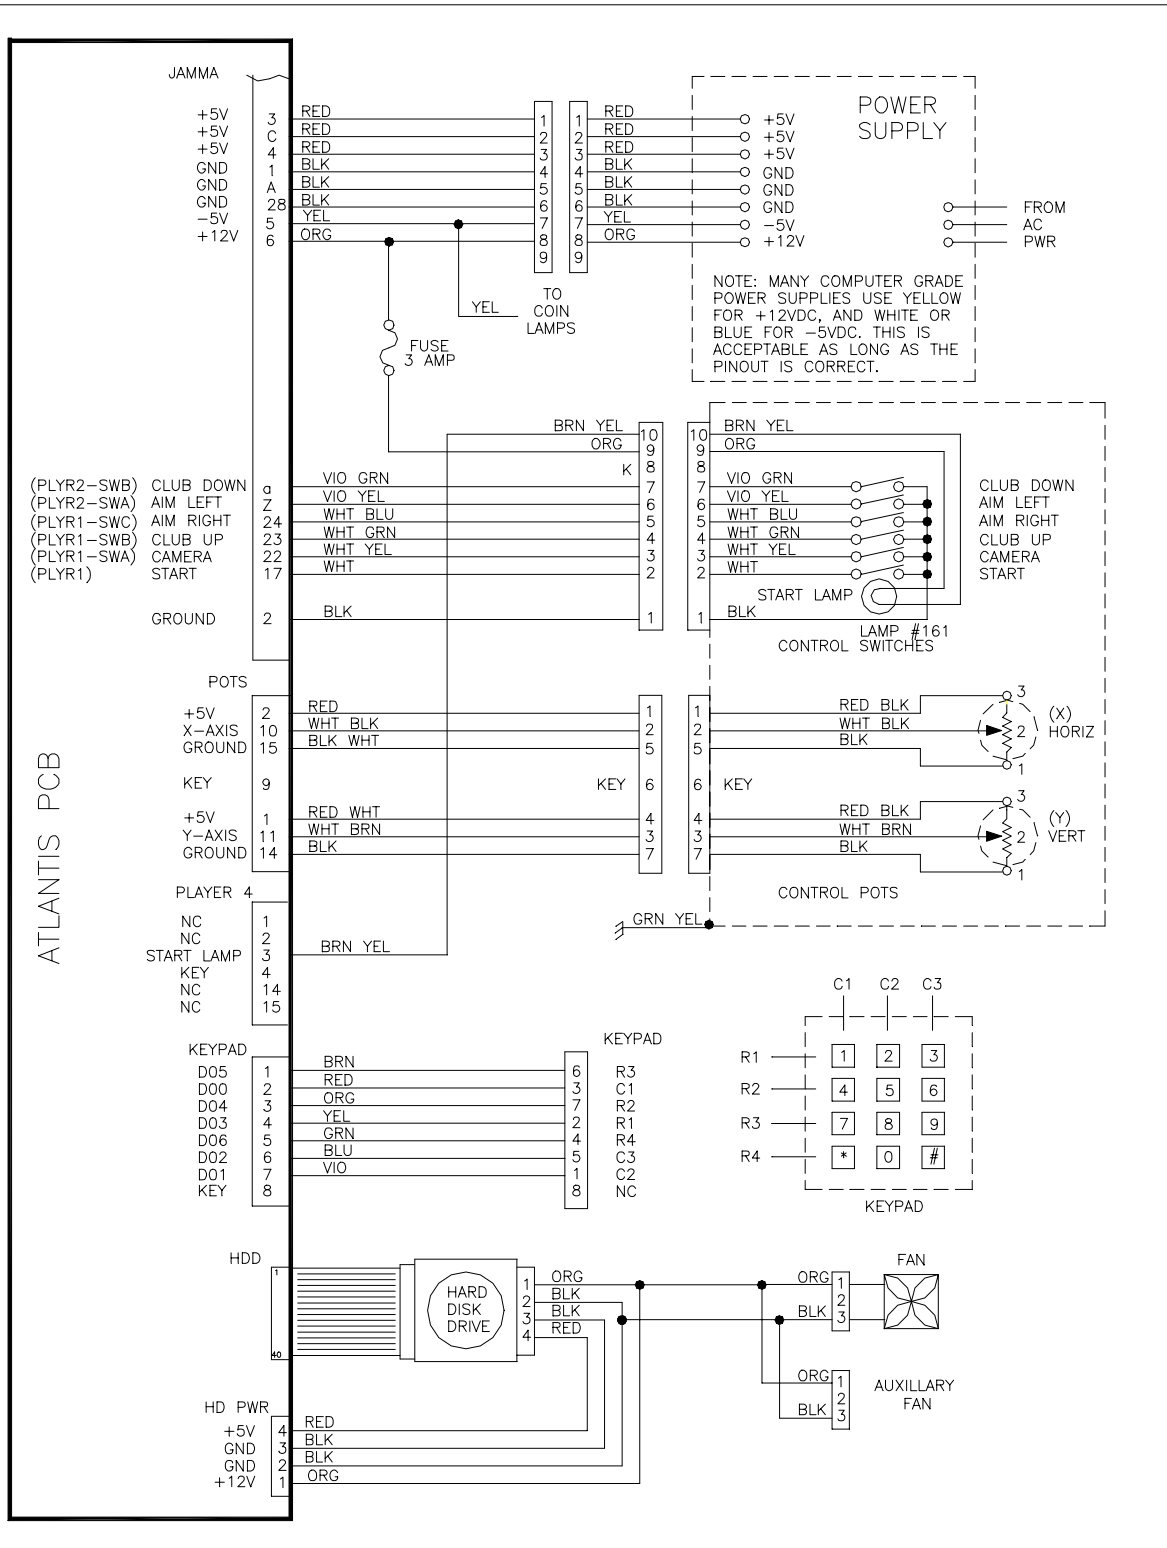 JAMMA
+5V 3 RED 1 1 RED +5V
+5V C RED 2 2 RED +5V
+5V 4 RED 3 3 RED +5V
GND 1 BLK 4 4 BLK GND
GND A BLK 5 5 BLK GND
GND 28 BLK 6 6 BLK GND
-5V 5 YEL 7 7 YEL -5V
+12V 6 ORG 8 8 ORG +12V
9 9
POWER
SUPPLY
FROM
AC
PWR
NOTE: MANY COMPUTER GRADE
POWER SUPPLIES USE YELLOW
FOR +12VDC, AND WHITE OR
BLUE FOR -5VDC. THIS IS
ACCEPTABLE AS LONG AS THE
PINOUT IS CORRECT.
YEL
TO
COIN
LAMPS
FUSE
3 AMP
BRN YEL 10 10 BRN YEL
ORG 9 9 ORG
K 8 8
(PLYR2-SWB) CLUB DOWN a VIO GRN 7 7 VIO GRN CLUB DOWN
(PLYR2-SWA) AIM LEFT Z VIO YEL 6 6 VIO YEL AIM LEFT
(PLYR1-SWC) AIM RIGHT 24 WHT BLU 5 5 WHT BLU AIM RIGHT
(PLYR1-SWB) CLUB UP 23 WHT GRN 4 4 WHT GRN CLUB UP
(PLYR1-SWA) CAMERA 22 WHT YEL 3 3 WHT YEL CAMERA
(PLYR1) START 17 WHT 2 2 WHT START
START LAMP
GROUND 2 BLK 1 1 BLK
LAMP #161
CONTROL SWITCHES
POTS
+5V 2 RED 1 1 RED BLK 3
X-AXIS 10 WHT BLK 2 2 WHT BLK 2
GROUND 15 BLK WHT 5 5 BLK 1
(X)
HORIZ
KEY 9 KEY 6 6 KEY
+5V 1 RED WHT 4 4 RED BLK 3
Y-AXIS 11 WHT BRN 3 3 WHT BRN 2
GROUND 14 BLK 7 7 BLK 1
(Y)
VERT
CONTROL POTS
GRN YEL
ATLANTIS PCB
PLAYER 4
NC 1
NC 2
START LAMP 3 BRN YEL
KEY 4
NC 14
NC 15
KEYPAD
KEYPAD
DO5 1 BRN 6 R3
DO0 2 RED 3 C1
DO4 3 ORG 7 R2
DO3 4 YEL 2 R1
DO6 5 GRN 4 R4
DO2 6 BLU 5 C3
DO1 7 VIO 1 C2
KEY 8 8 NC
C1 C2 C3
R1 1 2 3
R2 4 5 6
R3 7 8 9
R4 * 0 #
KEYPAD
HDD
1
40
HARD
DISK
DRIVE
1 ORG
2 BLK
3 BLK
4 RED
FAN
ORG 1
2
BLK 3
ORG 1
2
BLK 3
AUXILLARY
FAN
HD PWR
+5V 4 RED
GND 3 BLK
GND 2 BLK
+12V 1 ORG